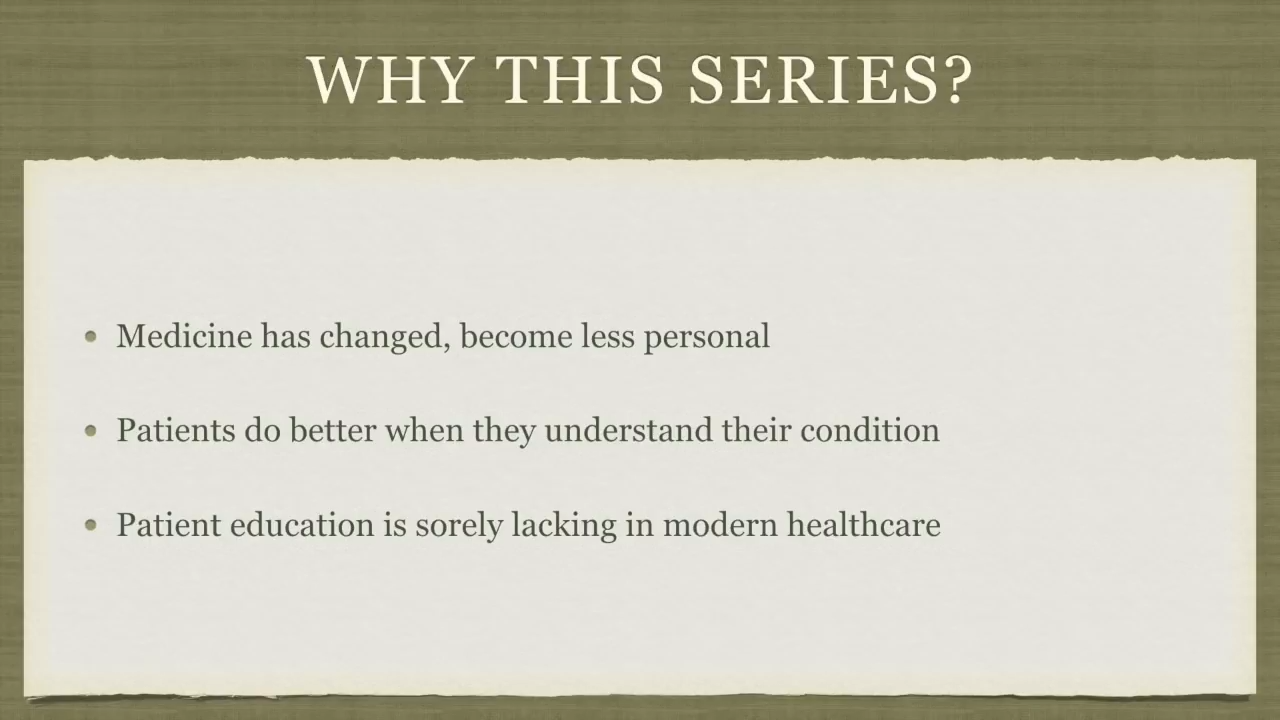 WHY THIS SERIES?
• Medicine has changed, become less personal
• Patients do better when they understand their condition
• Patient education is sorely lacking in modern healthcare